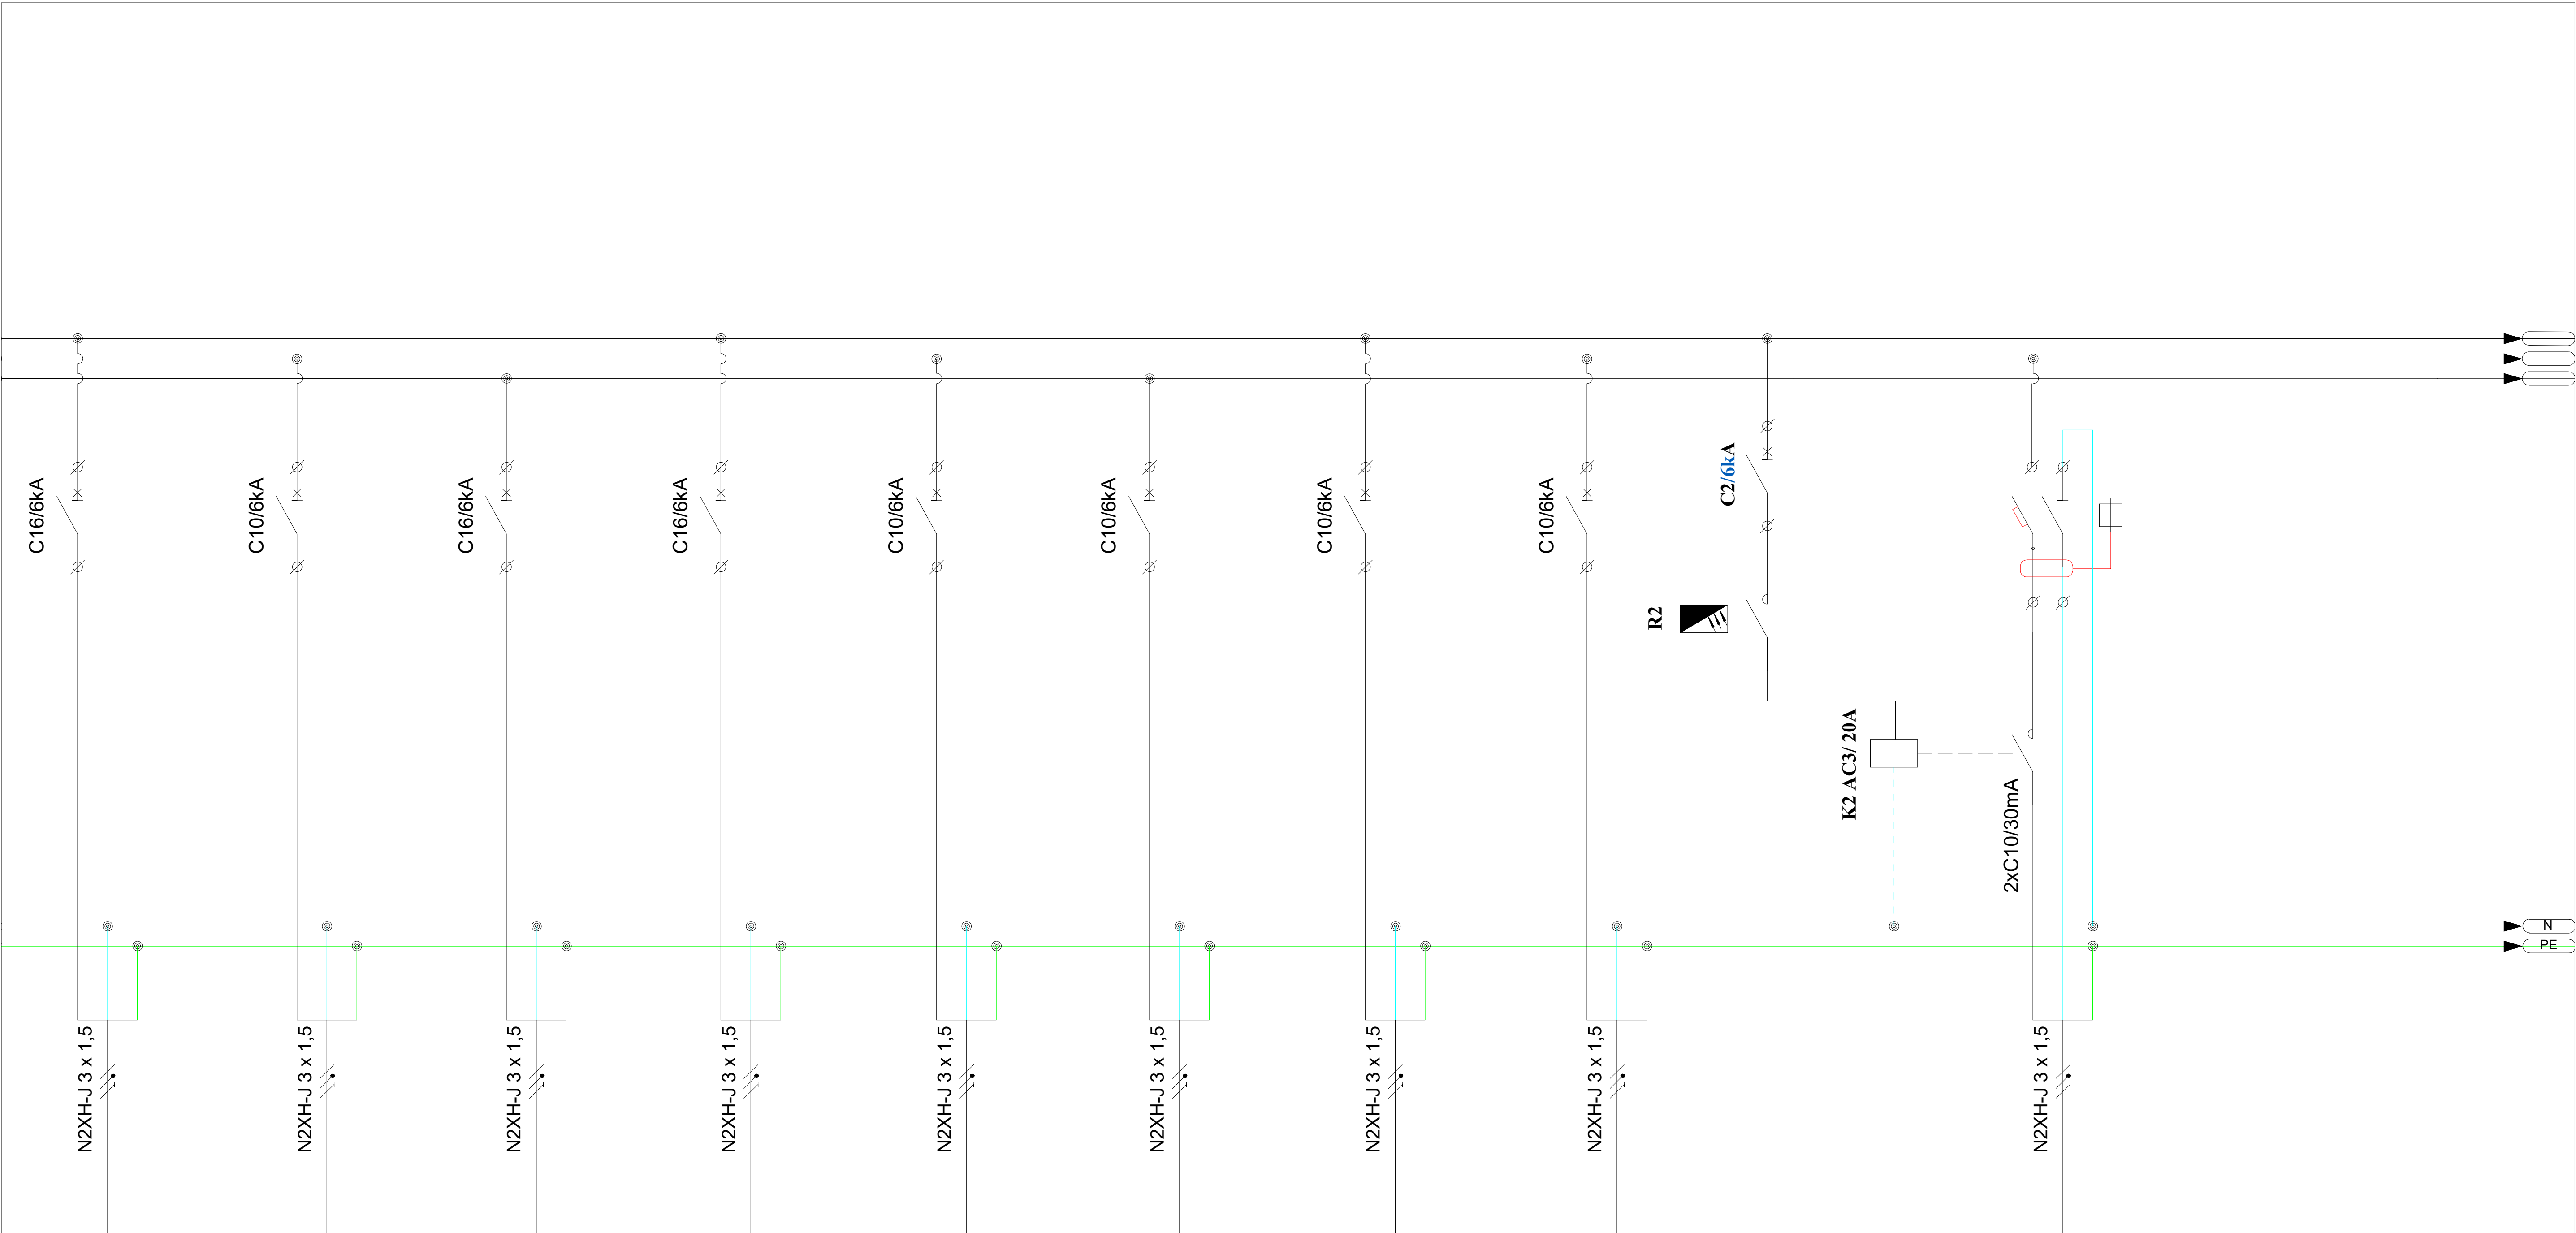 C16/6kA
C10/6kA
C16/6kA
C16/6kA
C10/6kA
C10/6kA
C10/6kA
C10/6kA
C2/6kA
R2
K2 AC3/ 20A
2xC10/30mA
N
PE
N2XH-J 3 x 1,5
N2XH-J 3 x 1,5
N2XH-J 3 x 1,5
N2XH-J 3 x 1,5
N2XH-J 3 x 1,5
N2XH-J 3 x 1,5
N2XH-J 3 x 1,5
N2XH-J 3 x 1,5
N2XH-J 3 x 1,5